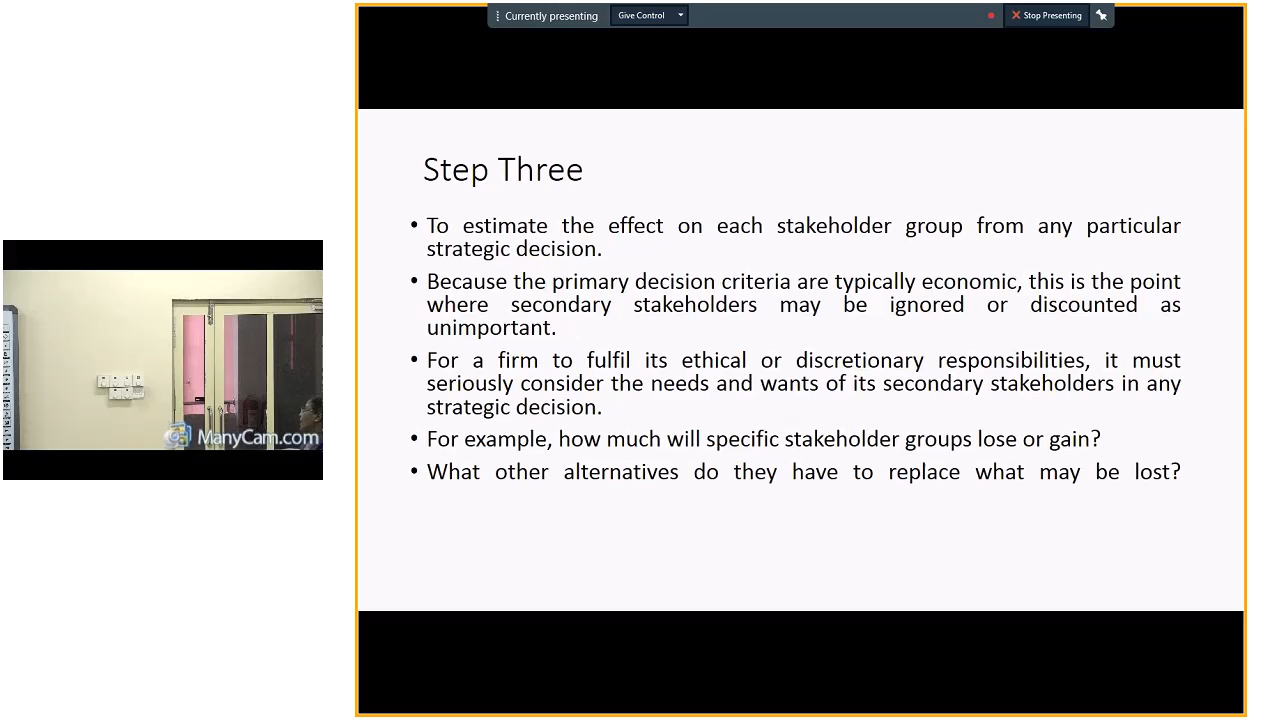 Currently presenting
Give Control
Stop Presenting
Step Three
• To estimate the effect on each stakeholder group from any particular
strategic decision.
• Because the primary decision criteria are typically economic, this is the point
where secondary stakeholders may be ignored or discounted as
unimportant.
• For a firm to fulfil its ethical or discretionary responsibilities, it must
seriously consider the needs and wants of its secondary stakeholders in any
strategic decision.
• For example, how much will specific stakeholder groups lose or gain?
• What other alternatives do they have to replace what may be lost?
ManyCam.com